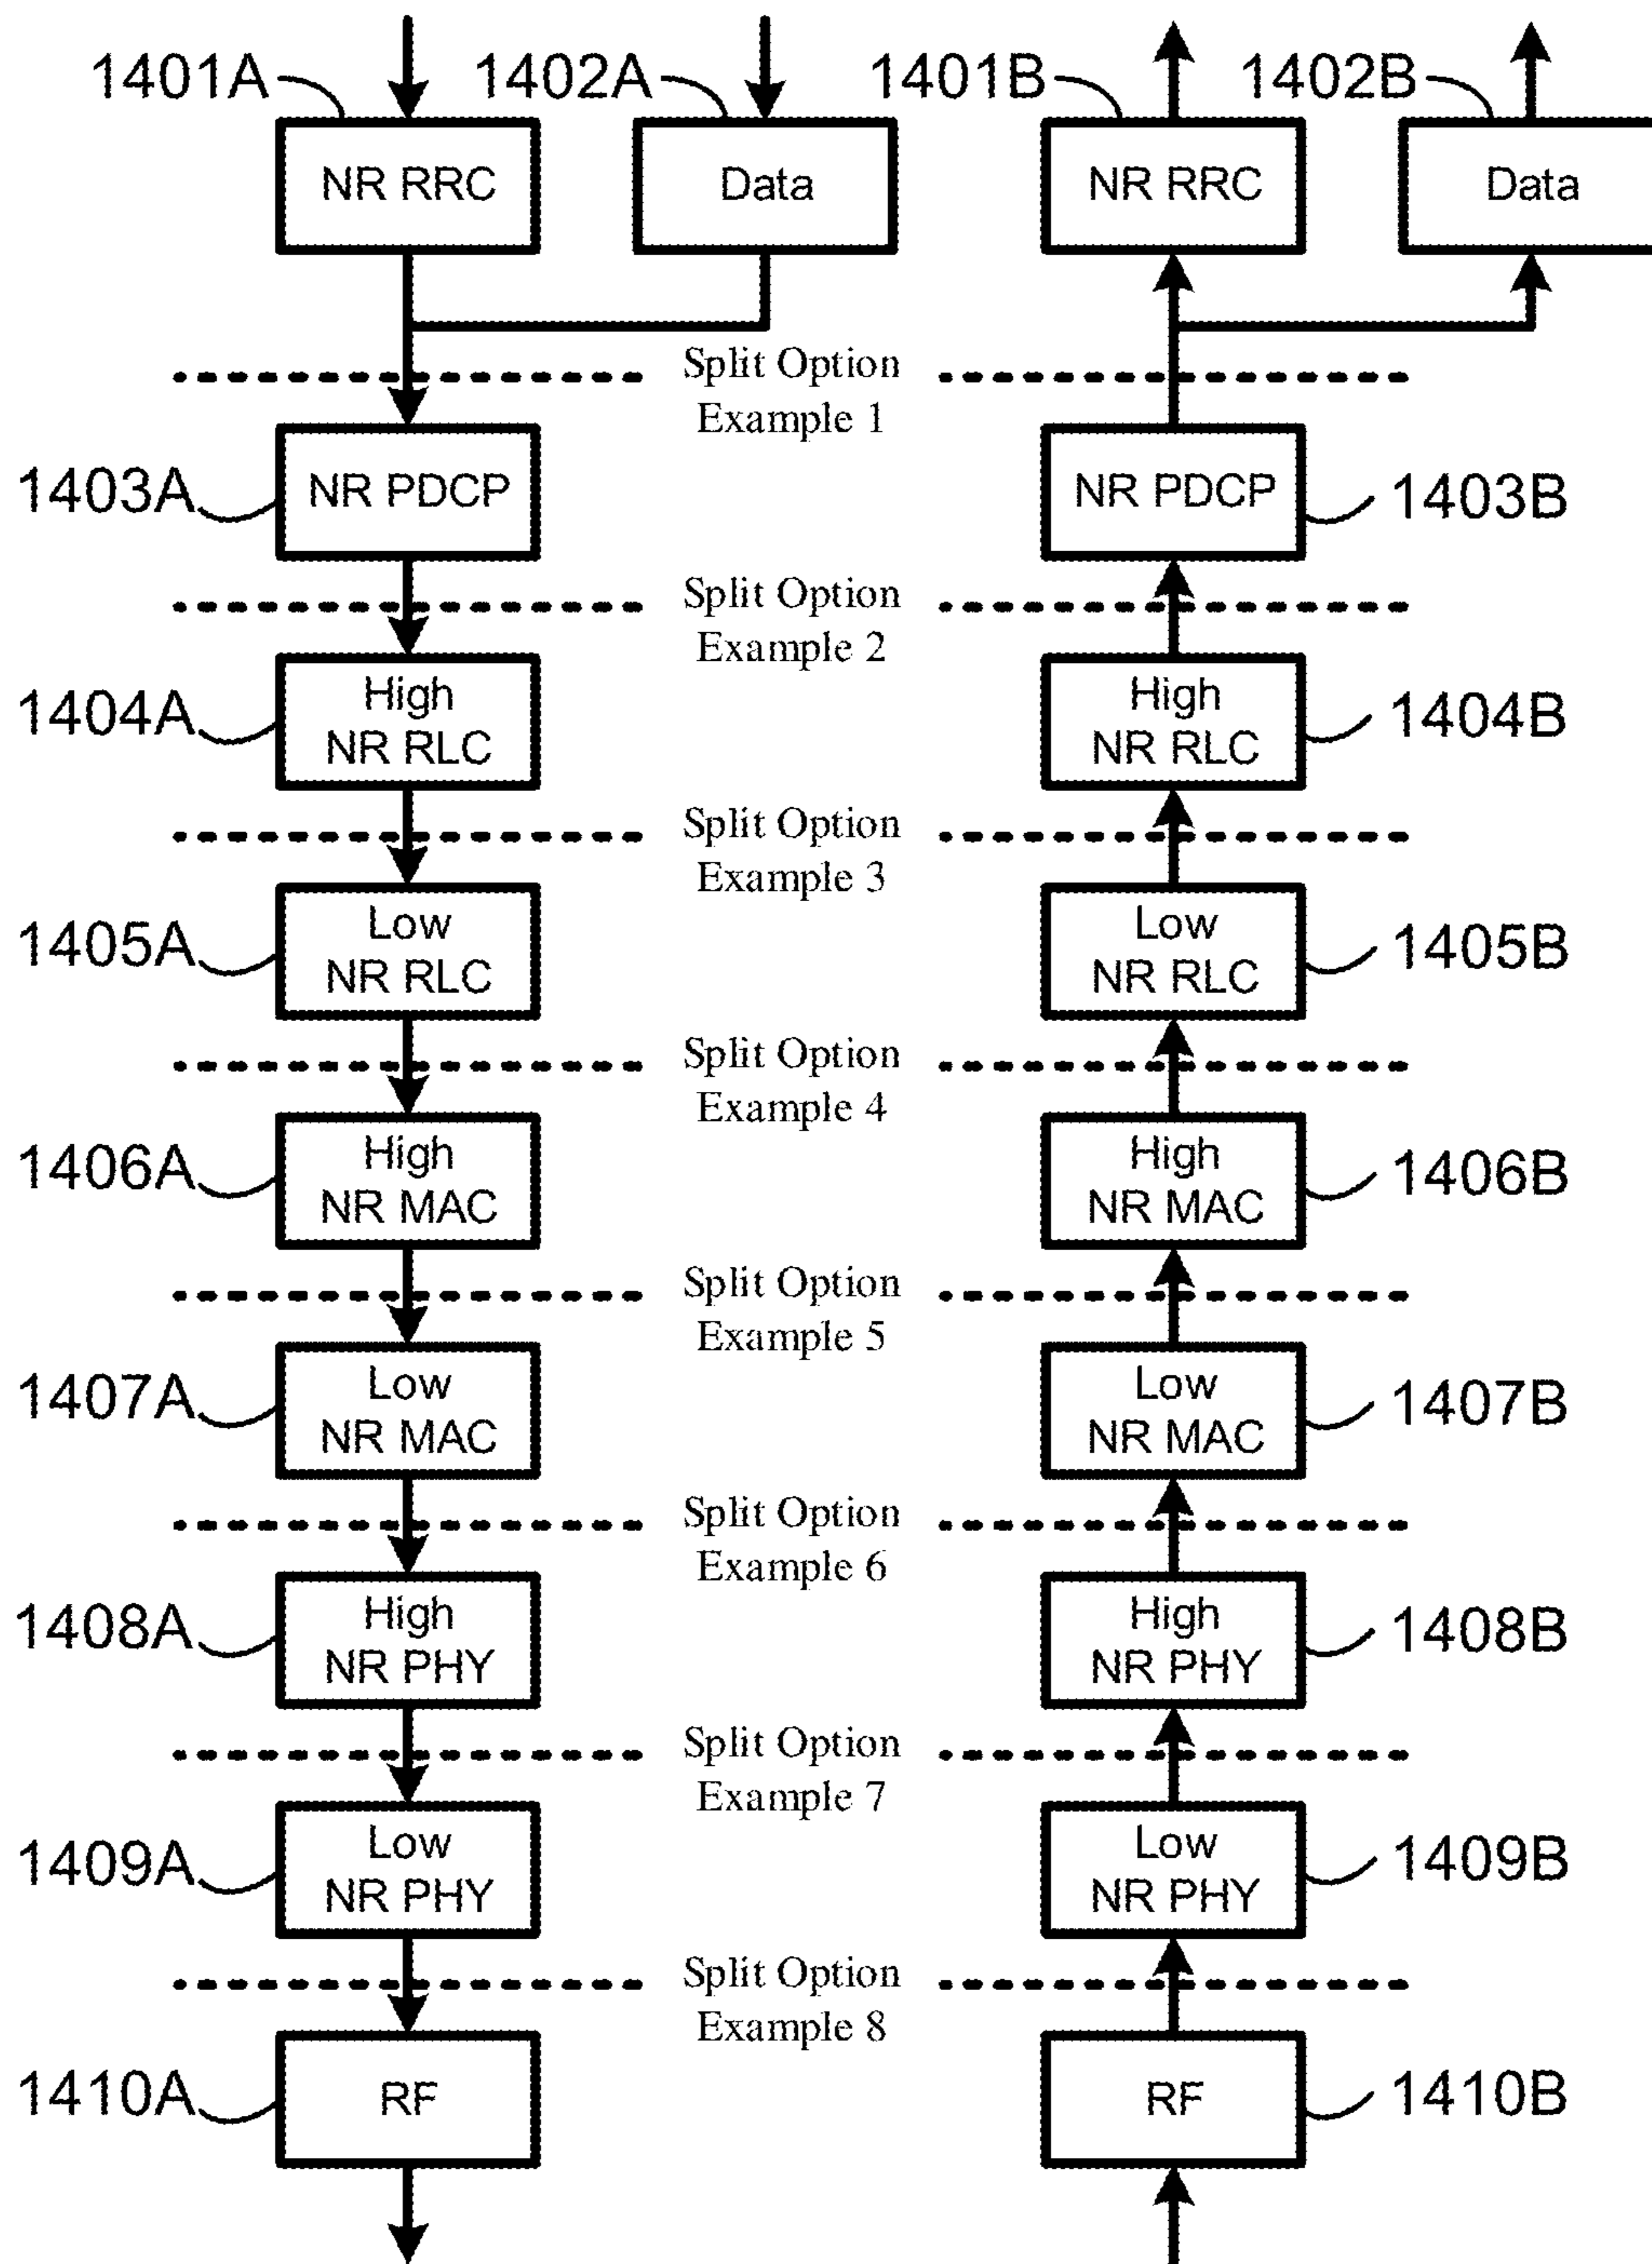 1401A 1402A 1401B 1402B
NR RRC Data NR RRC Data
Split Option
Example 1
1403A NR PDCP NR PDCP 1403B
Split Option
Example 2
1404A High NR RLC High NR RLC 1404B
Split Option
Example 3
1405A Low NR RLC Low NR RLC 1405B
Split Option
Example 4
1406A High NR MAC High NR MAC 1406B
Split Option
Example 5
1407A Low NR MAC Low NR MAC 1407B
Split Option
Example 6
1408A High NR PHY High NR PHY 1408B
Split Option
Example 7
1409A Low NR PHY Low NR PHY 1409B
Split Option
Example 8
1410A RF RF 1410B